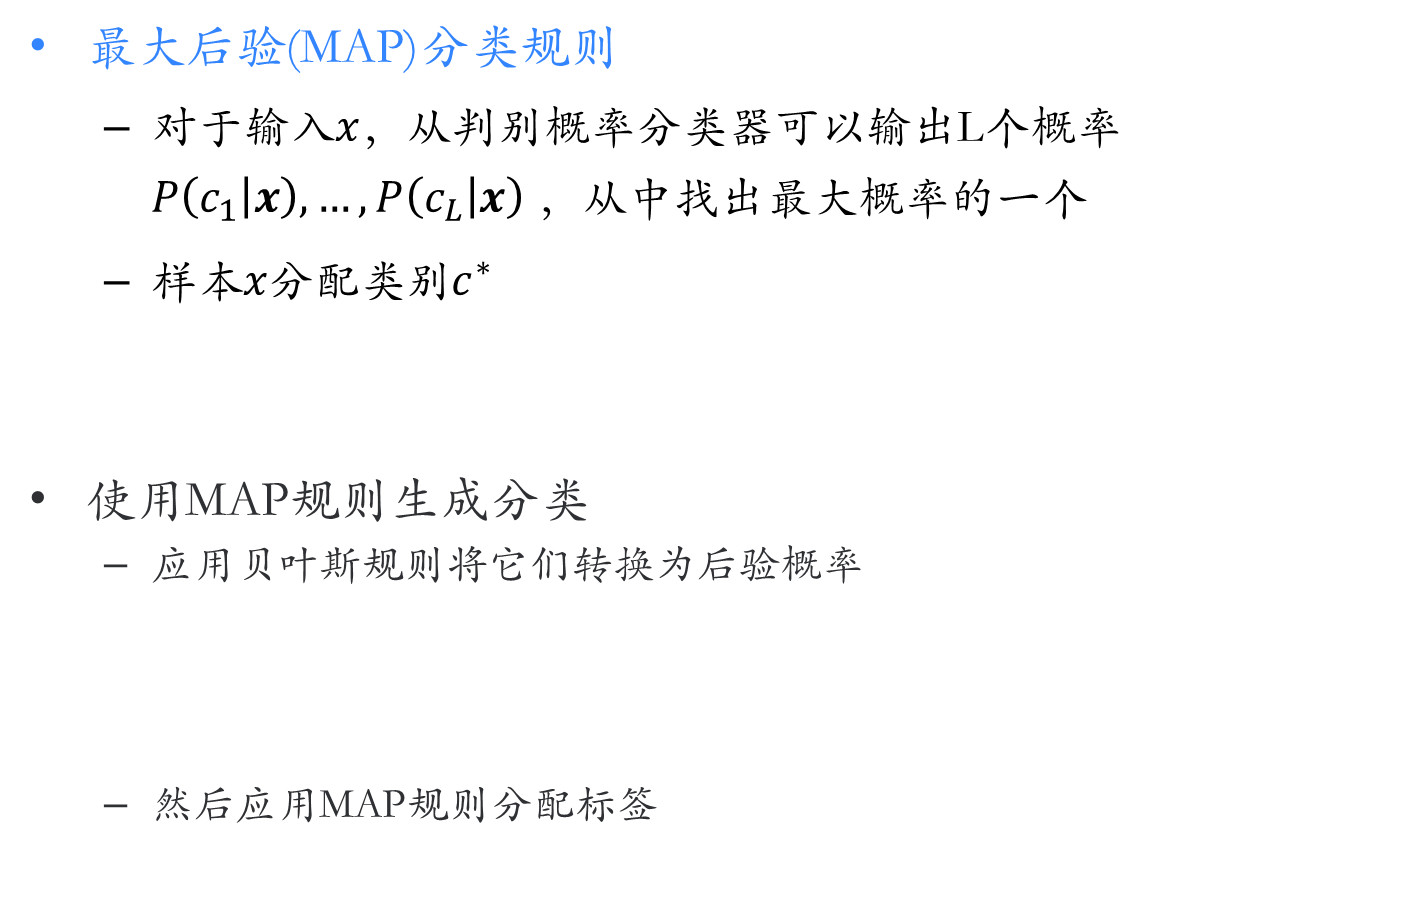 • 最大后验(MAP)分类规则
– 对于输入x，从判别概率分类器可以输出L个概率
P(c₁|x), … , P(c_L|x) ，从中找出最大概率的一个
– 样本x分配类别c*
• 使用MAP规则生成分类
– 应用贝叶斯规则将它们转换为后验概率
– 然后应用MAP规则分配标签